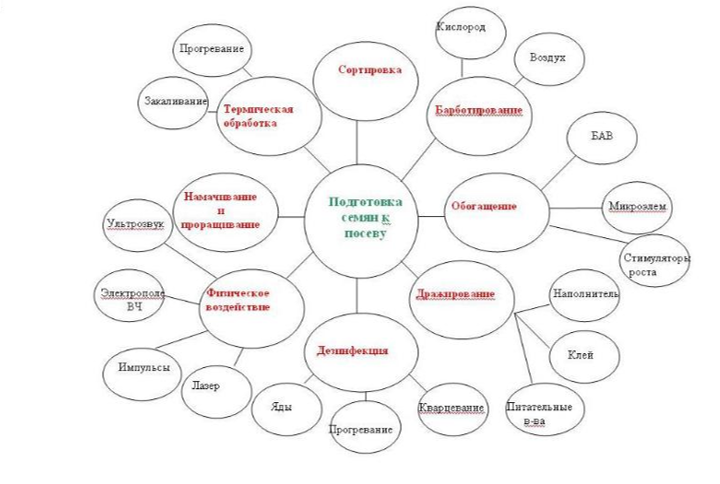 Кислород
Прогревание
Воздух
Сортировка
Закаливание
Термическая
обработка
Барботирование
БАВ
Намачивание
и
проращивание
Подготовка
семян к
посеву
Обогащение
Микроэлем.
Ультрозвук
Стимуляторы
роста
Электрополе
ВЧ
Физическое
воздействие
Дражирование
Наполнитель
Дезинфекция
Клей
Импульсы
Лазер
Яды
Прогревание
Кварцевание
Питательные
в-ва